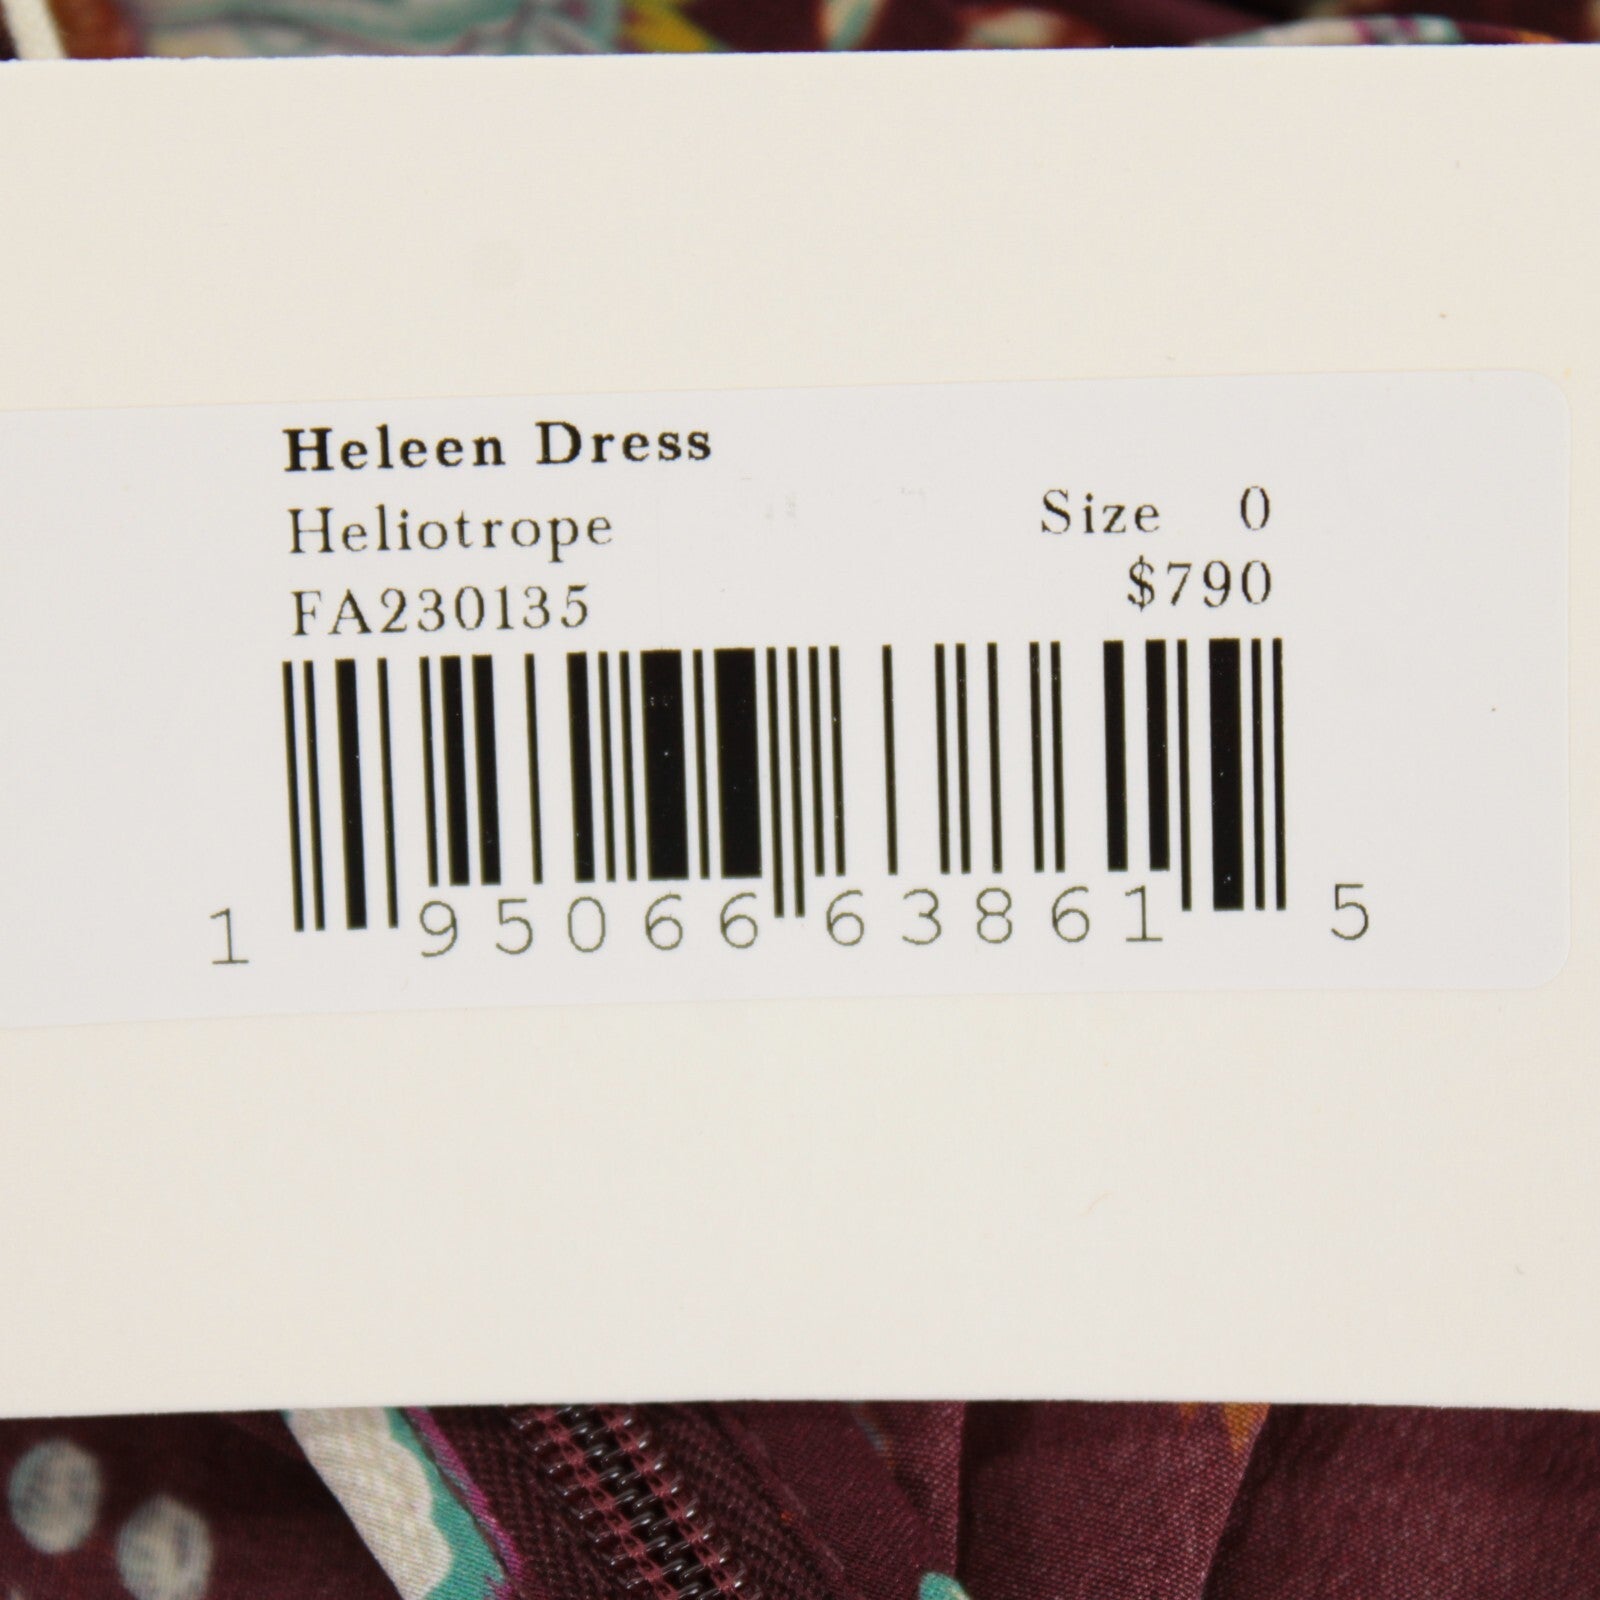 Heleen Dress
Heliotrope
Size 0
FA230135
$790
1 95066 63861 5